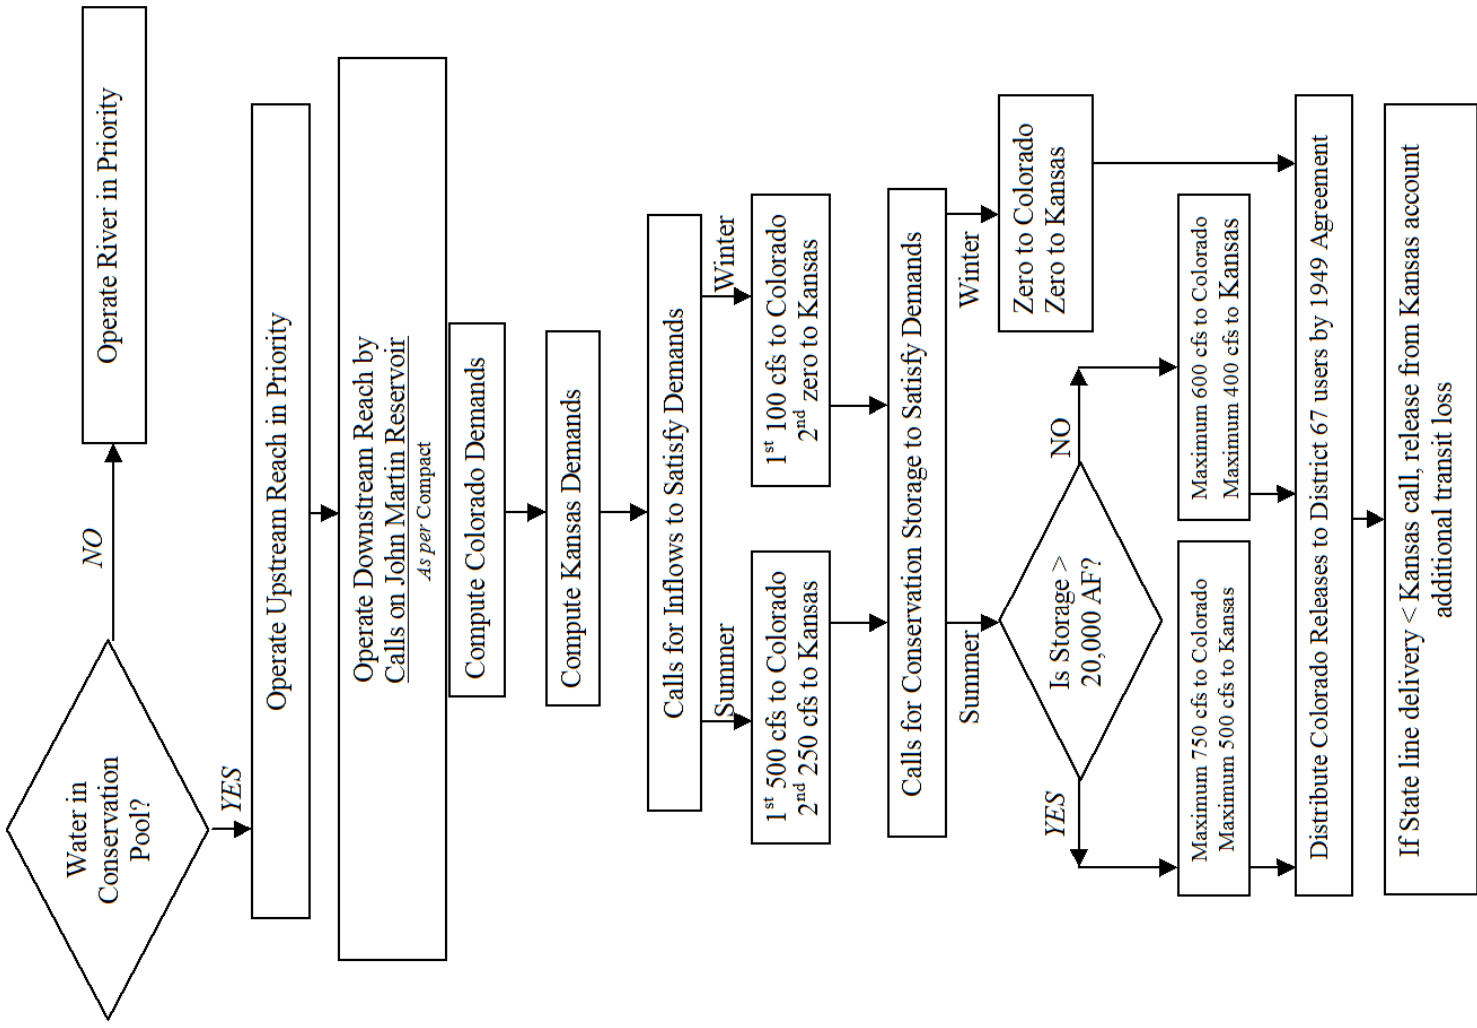 Water in
Conservation
Pool?
NO
Operate River in Priority
YES
Operate Upstream Reach in Priority
Operate Downstream Reach by
Calls on John Martin Reservoir
As per Compact
Compute Colorado Demands
Compute Kansas Demands
Calls for Inflows to Satisfy Demands
Summer
Winter
1st 500 cfs to Colorado
2nd 250 cfs to Kansas
1st 100 cfs to Colorado
2nd zero to Kansas
Calls for Conservation Storage to Satisfy Demands
Summer
Winter
Is Storage >
20,000 AF?
Zero to Colorado
Zero to Kansas
YES
NO
Maximum 750 cfs to Colorado
Maximum 500 cfs to Kansas
Maximum 600 cfs to Colorado
Maximum 400 cfs to Kansas
Distribute Colorado Releases to District 67 users by 1949 Agreement
If State line delivery < Kansas call, release from Kansas account
additional transit loss